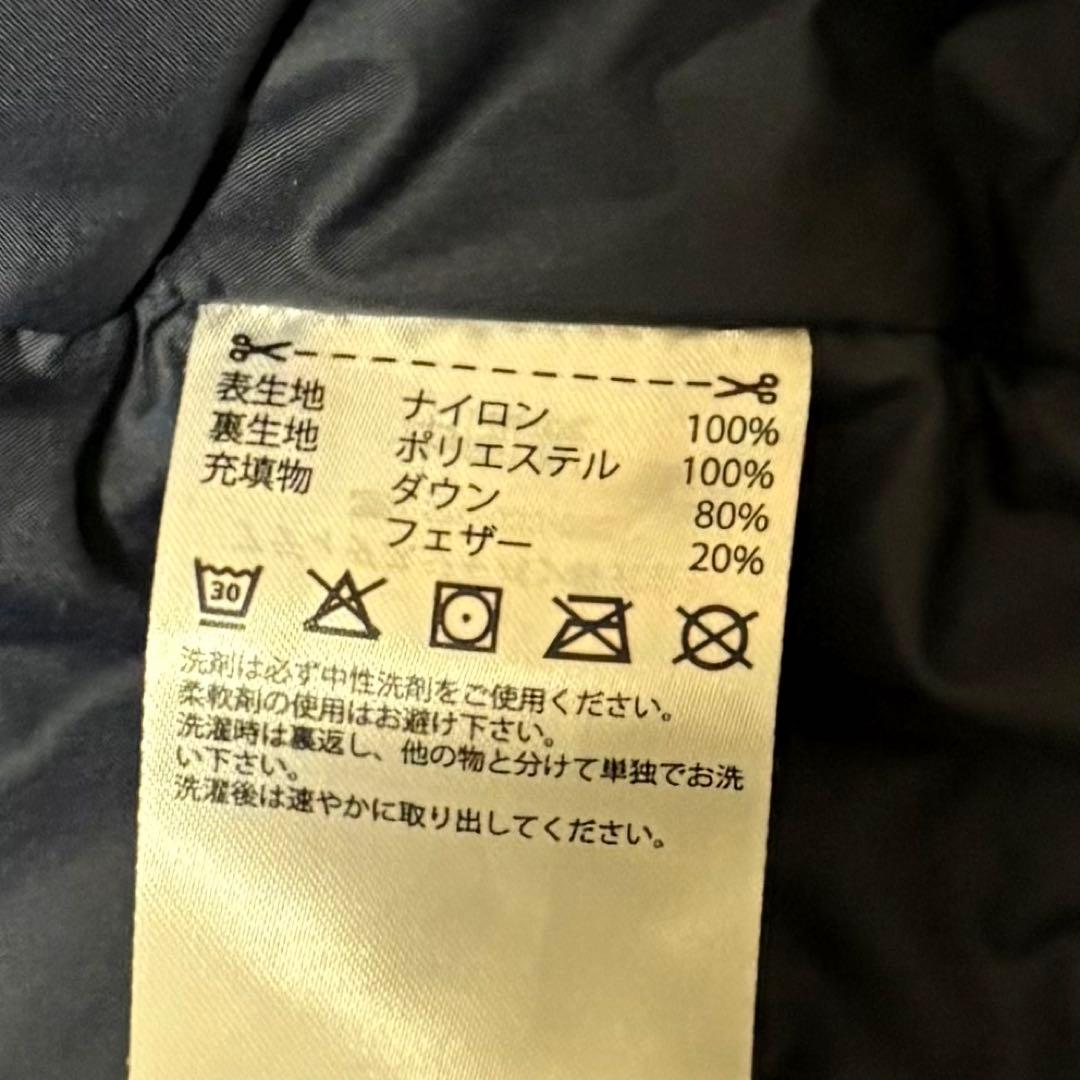 表生地 ナイロン 100%
裏生地 ポリエステル 100%
充填物 ダウン 80%
フェザー 20%
30
洗剤は必ず中性洗剤をご使用ください。
柔軟剤の使用はお避け下さい。
洗濯時は裏返し、他の物と分けて単独でお洗
い下さい。
洗濯後は速やかに取り出してください。